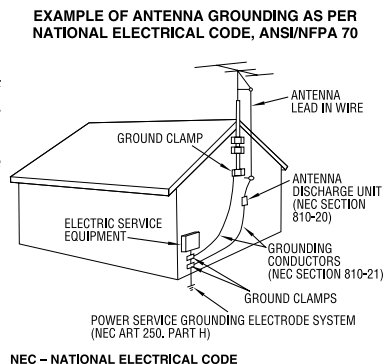 EXAMPLE OF ANTENNA GROUNDING AS PER
NATIONAL ELECTRICAL CODE, ANSI/NFPA 70
ANTENNA
LEAD IN WIRE
GROUND CLAMP
ANTENNA
DISCHARGE UNIT
(NEC SECTION
810-20)
ELECTRIC SERVICE
EQUIPMENT
GROUNDING
CONDUCTORS
(NEC SECTION 810-21)
GROUND CLAMPS
POWER SERVICE GROUNDING ELECTRODE SYSTEM
(NEC ART 250. PART H)
NEC – NATIONAL ELECTRICAL CODE